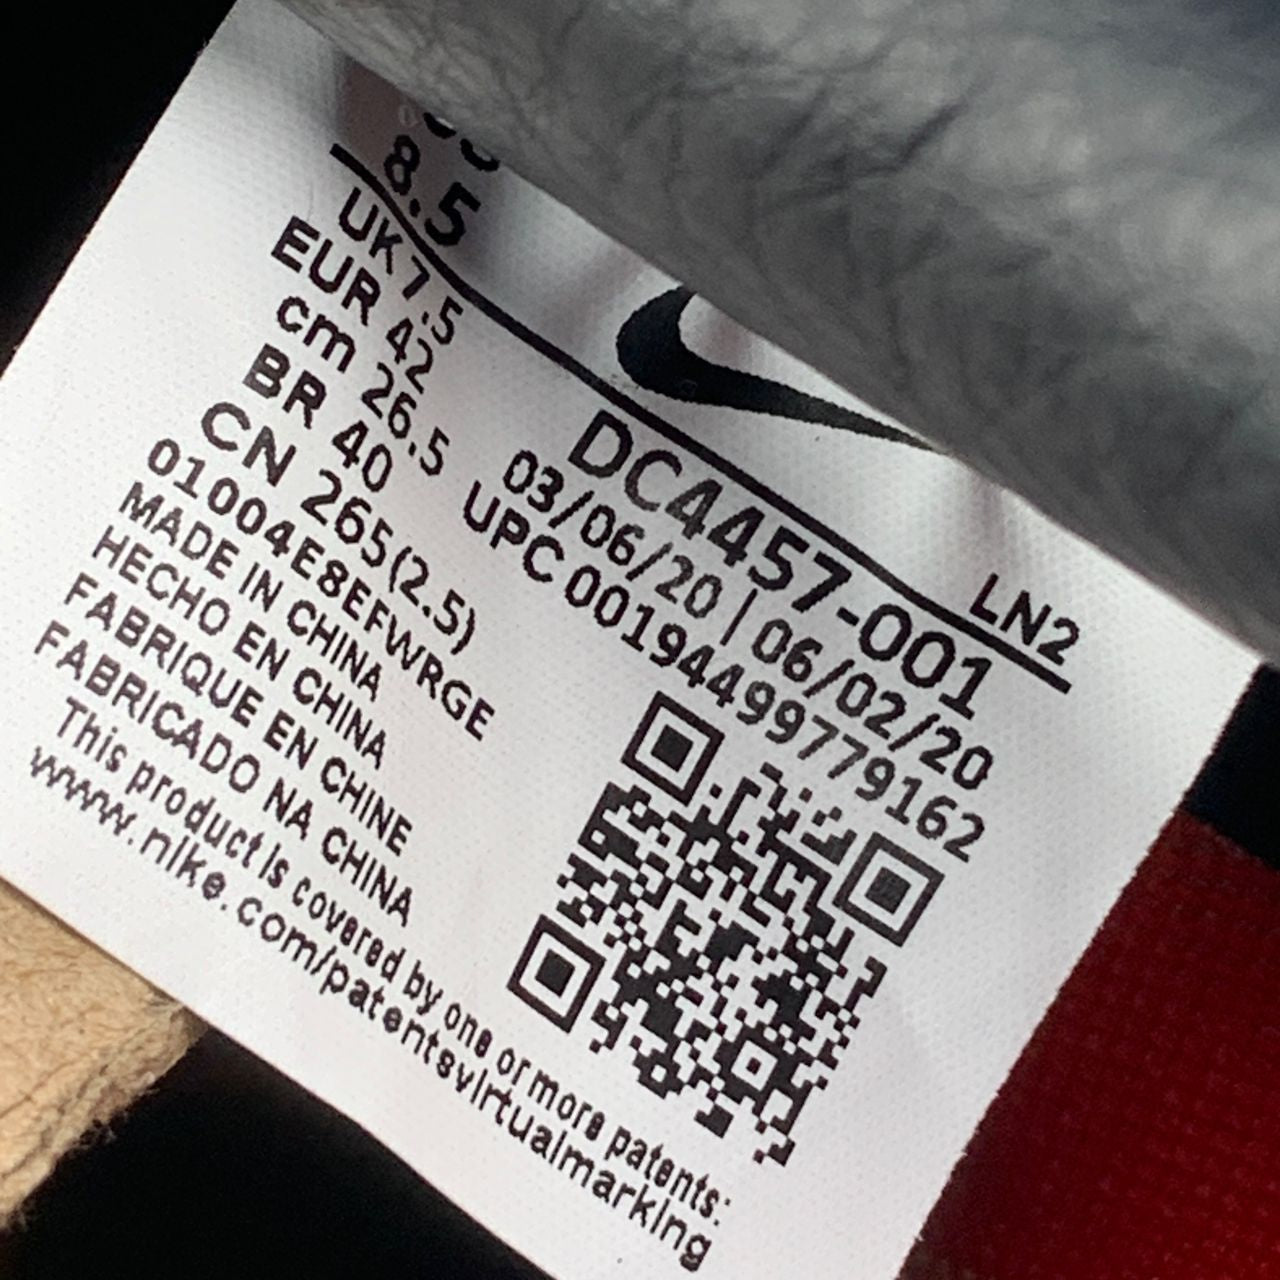 8.5
UK 7.5
EUR 42
cm 26.5
BR 40
CN 265(2.5)
01004E8EFWRGE
MADE IN CHINA
HECHO EN CHINA
FABRIQUE EN CHINE
FABRICADO NA CHINA
This product is covered by one or more patents:
www.nike.com/patentsvirtualmarking
LN2
DC4457-001
03/06/20 | 06/02/20
UPC 00194499779162